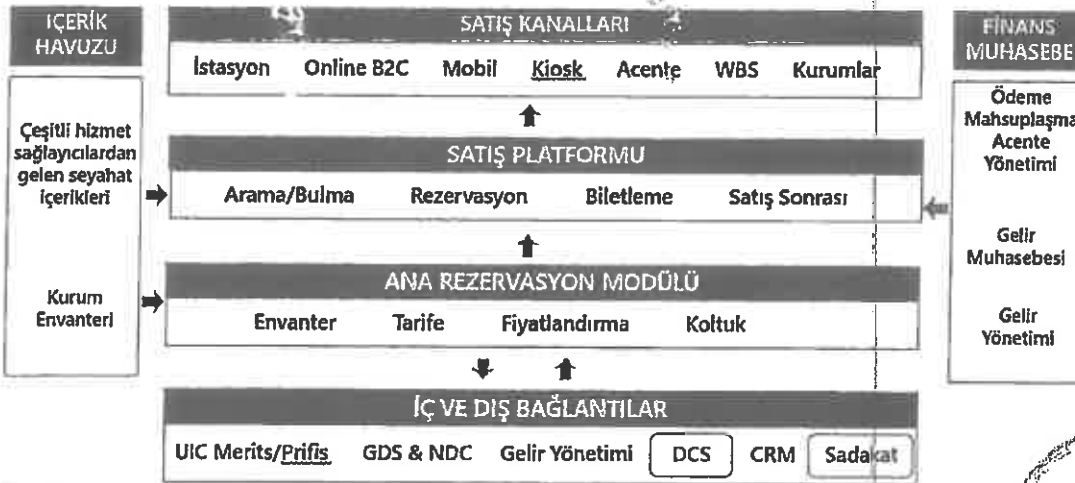 İÇERİK
HAVUZU
Çeşitli hizmet
sağlayıcılardan
gelen seyahat
içerikleri
Kurum
Envanteri
SATIŞ KANALLARI
İstasyon Online B2C Mobil Kiosk Acente WBS Kurumlar
SATIŞ PLATFORMU
Arama/Bulma Rezervasyon Biletleme Satış Sonrası
ANA REZERVASYON MODÜLÜ
Envanter Tarife Fiyatlandırma Koltuk
İÇ VE DIŞ BAĞLANTILAR
UIC Merits/Prifis GDS & NDC Gelir Yönetimi DCS CRM Sadakat
FİNANS
MUHASEBE
Ödeme
Mahsuplaşma
Acente
Yönetimi
Gelir
Muhasebesi
Gelir
Yönetimi